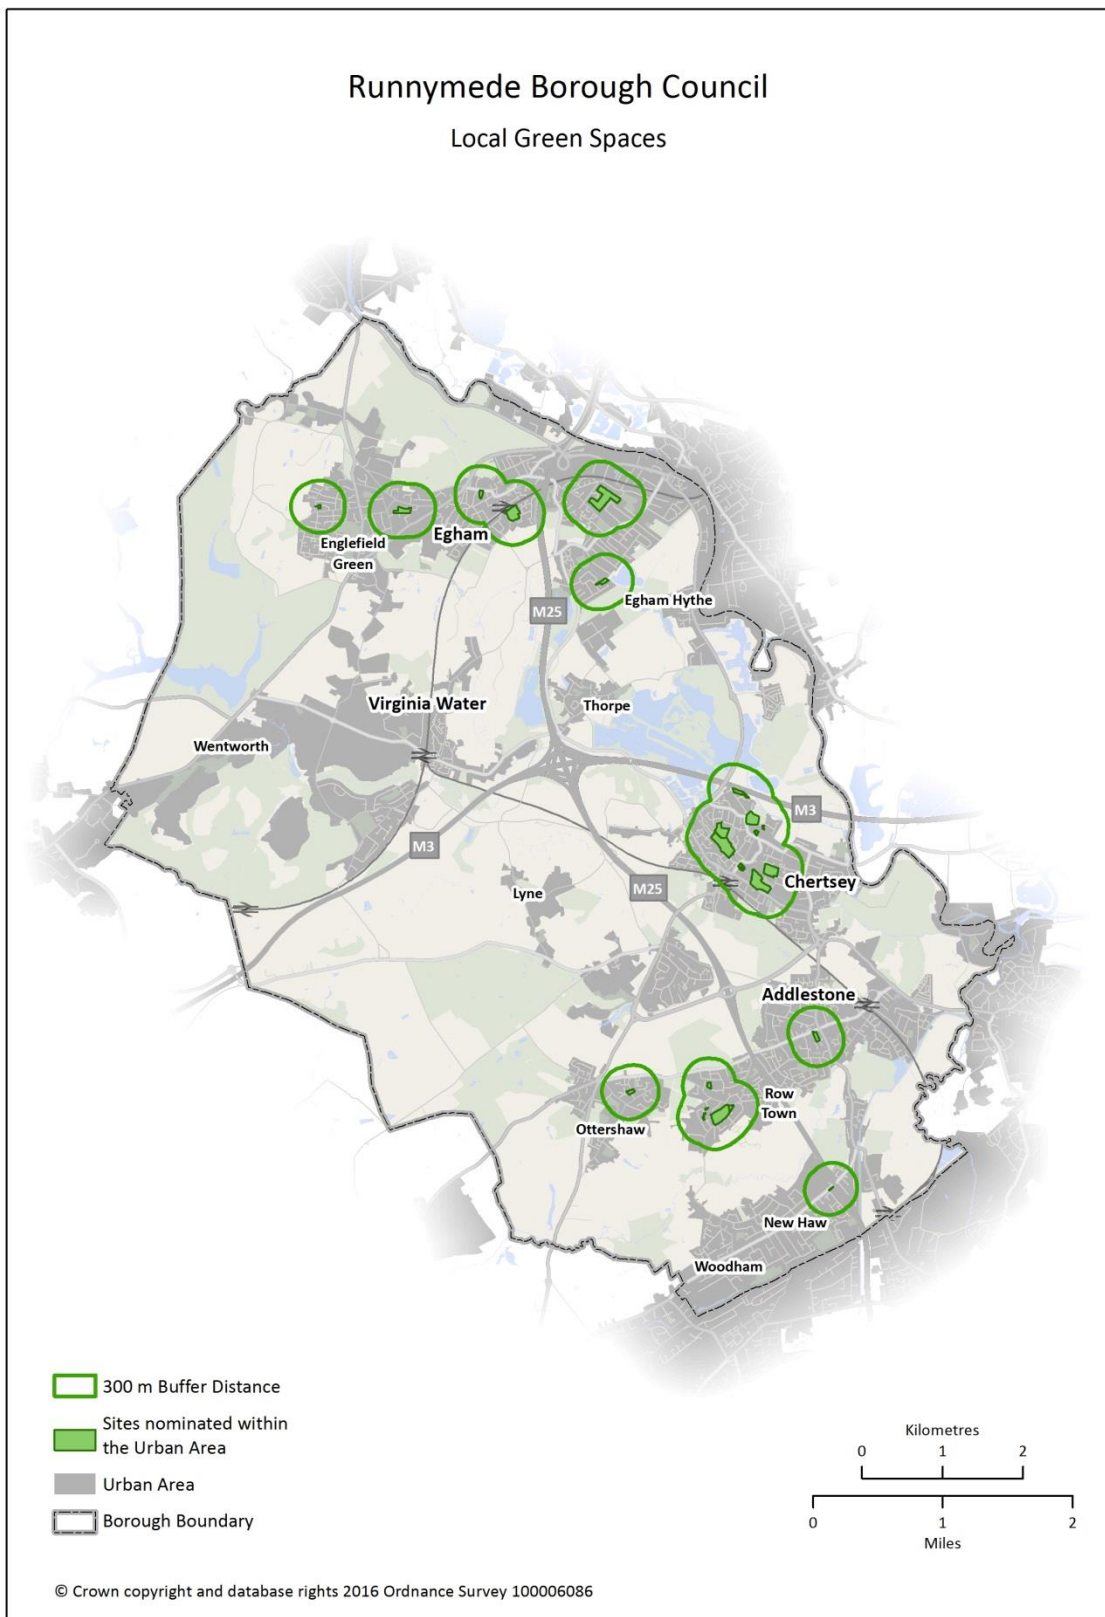 Runnymede Borough Council
Local Green Spaces
Englefield
Green
Egham
Egham Hythe
M25
Virginia Water
Thorpe
Wentworth
M3
M3
Chertsey
M25
Lyne
Addlestone
Row
Town
Ottershaw
New Haw
Woodham
300 m Buffer Distance
Sites nominated within
the Urban Area
Urban Area
Borough Boundary
Kilometres
0 1 2
0 1 2
Miles
© Crown copyright and database rights 2016 Ordnance Survey 100006086